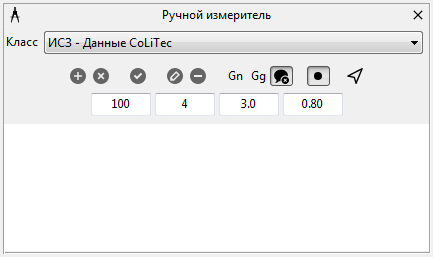 Ручной измеритель
Класс ИСЗ - Данные CoLiTec
Gn Gg
100 4 3.0 0.80